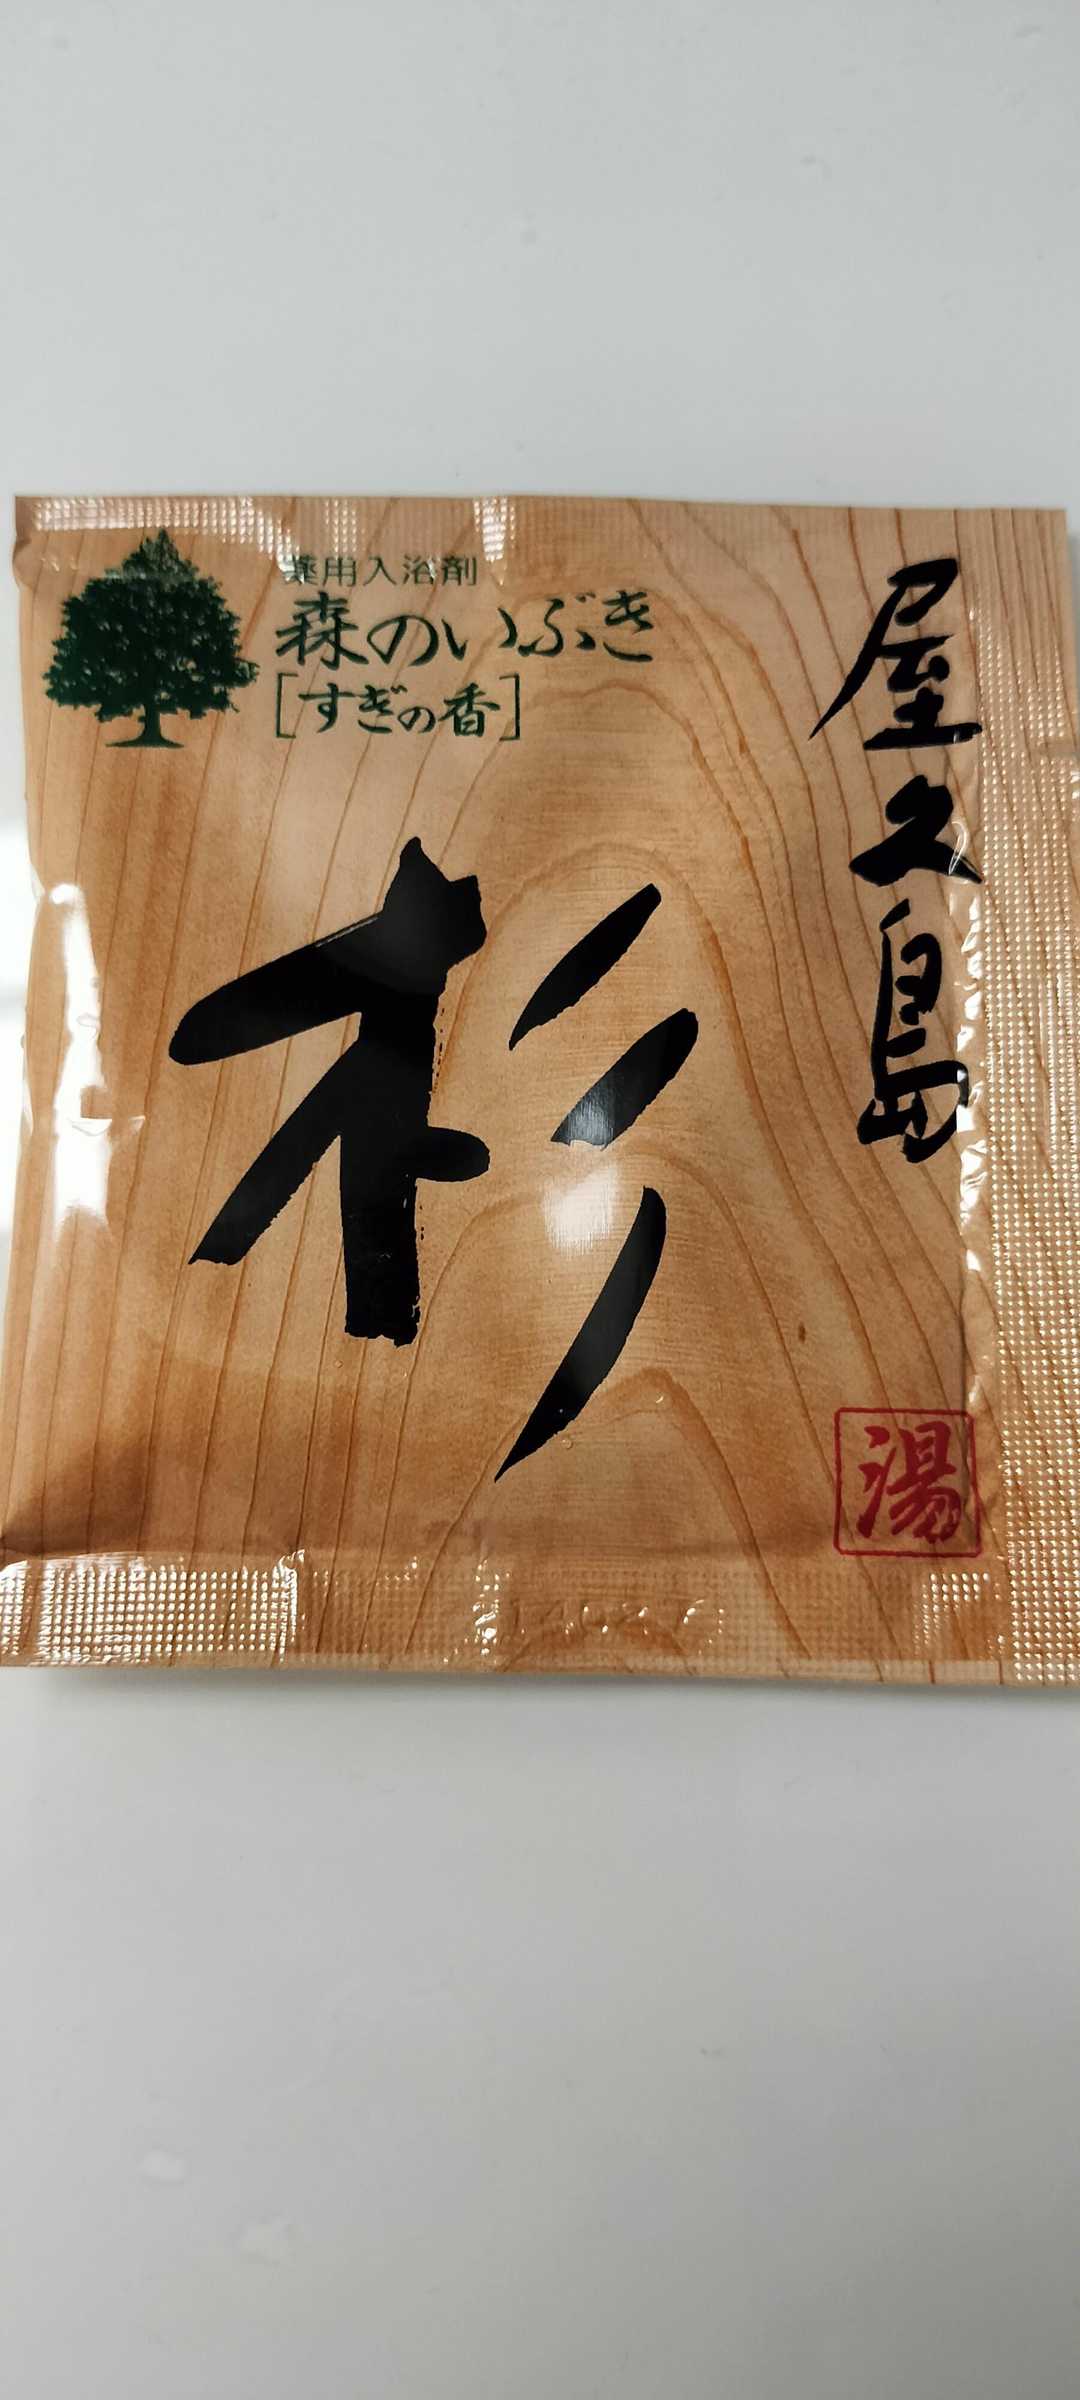 薬用入浴剤
森のいぶき
[すぎの香]
屋久島
杉
湯